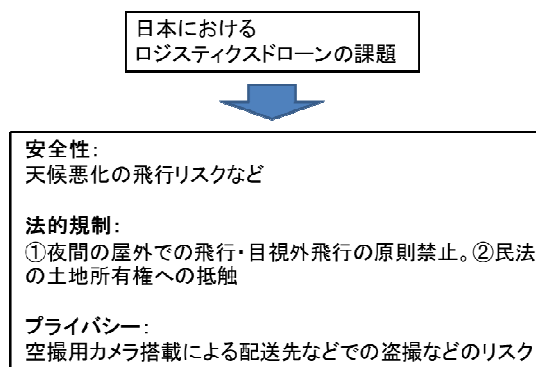 日本における
ロジスティクスドローンの課題
安全性:
天候悪化の飛行リスクなど
法的規制:
①夜間の屋外での飛行・目視外飛行の原則禁止。②民法
の土地所有権への抵触
プライバシー:
空撮用カメラ搭載による配送先などでの盗撮などのリスク